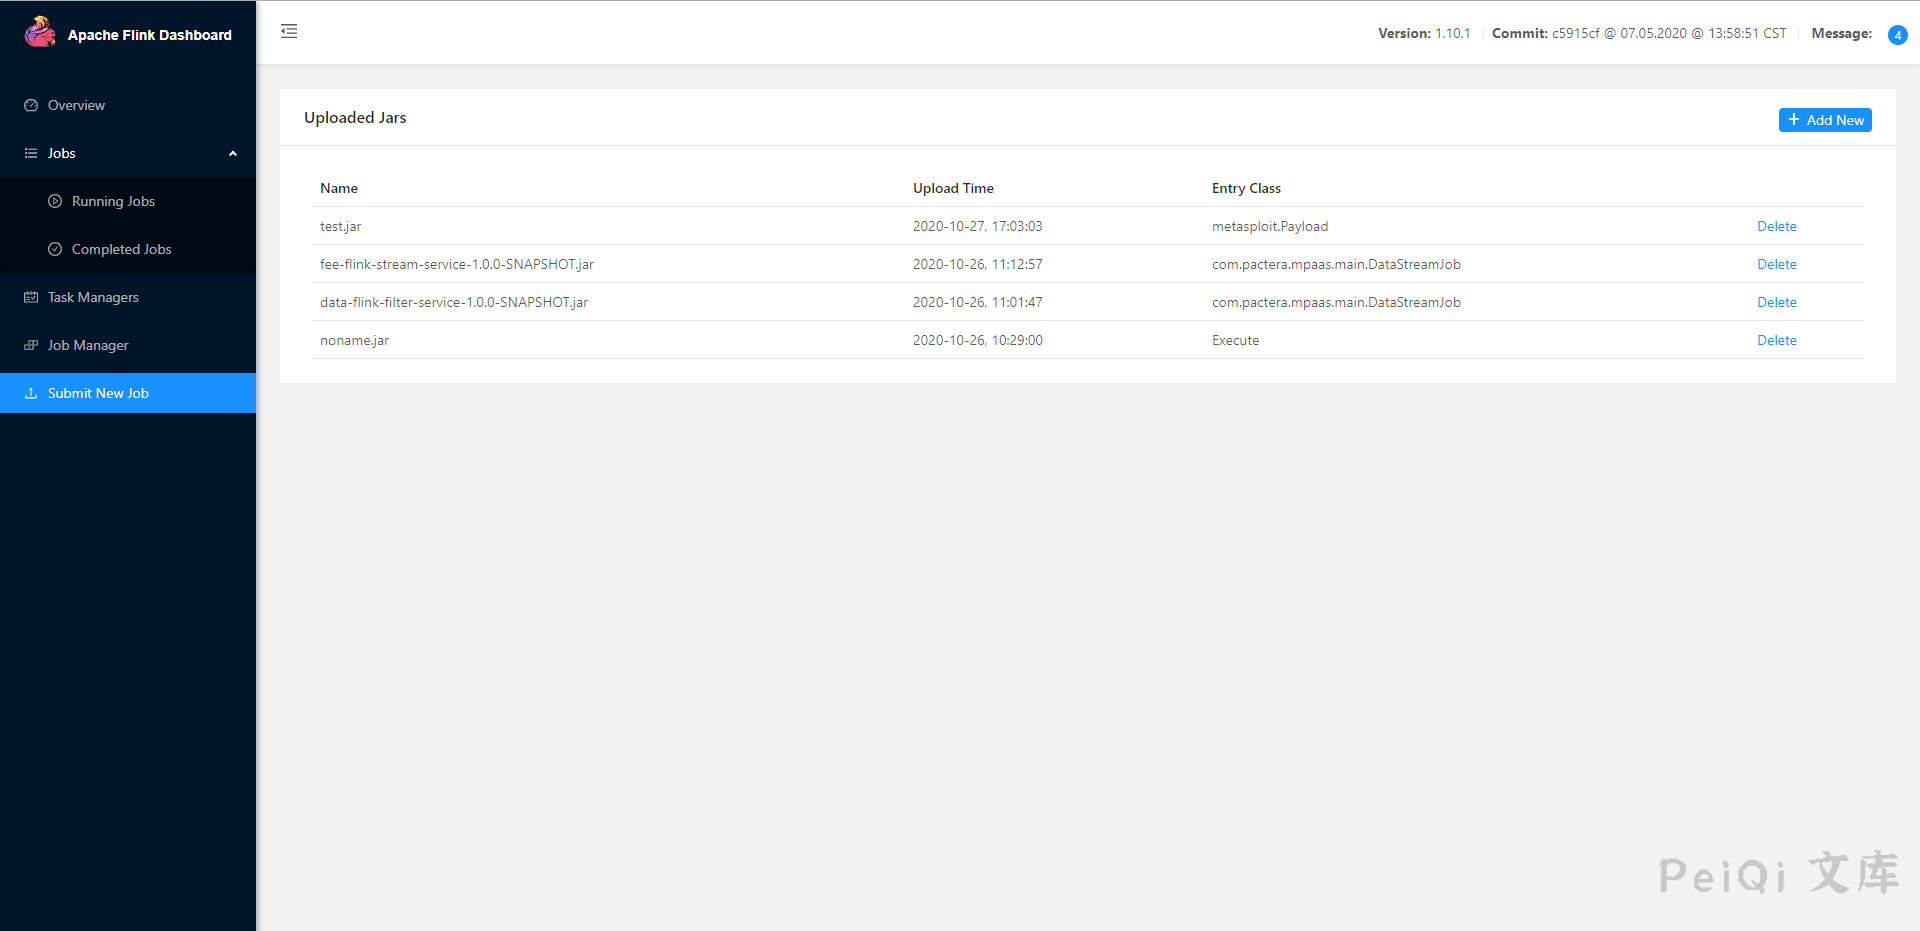 Apache Flink Dashboard
Version: 1.10.1 Commit: c5915cf @ 07.05.2020 @ 13:58:51 CST Message: 4
Overview
Jobs
Running Jobs
Completed Jobs
Task Managers
Job Manager
Submit New Job
Uploaded Jars
Add New
Name Upload Time Entry Class
test.jar 2020-10-27, 17:03:03 metasploit.Payload Delete
fee-flink-stream-service-1.0.0-SNAPSHOT.jar 2020-10-26, 11:12:57 com.pactera.mpaas.main.DataStreamJob Delete
data-flink-filter-service-1.0.0-SNAPSHOT.jar 2020-10-26, 11:01:47 com.pactera.mpaas.main.DataStreamJob Delete
noname.jar 2020-10-26, 10:29:00 Execute Delete
PeiQi 文库